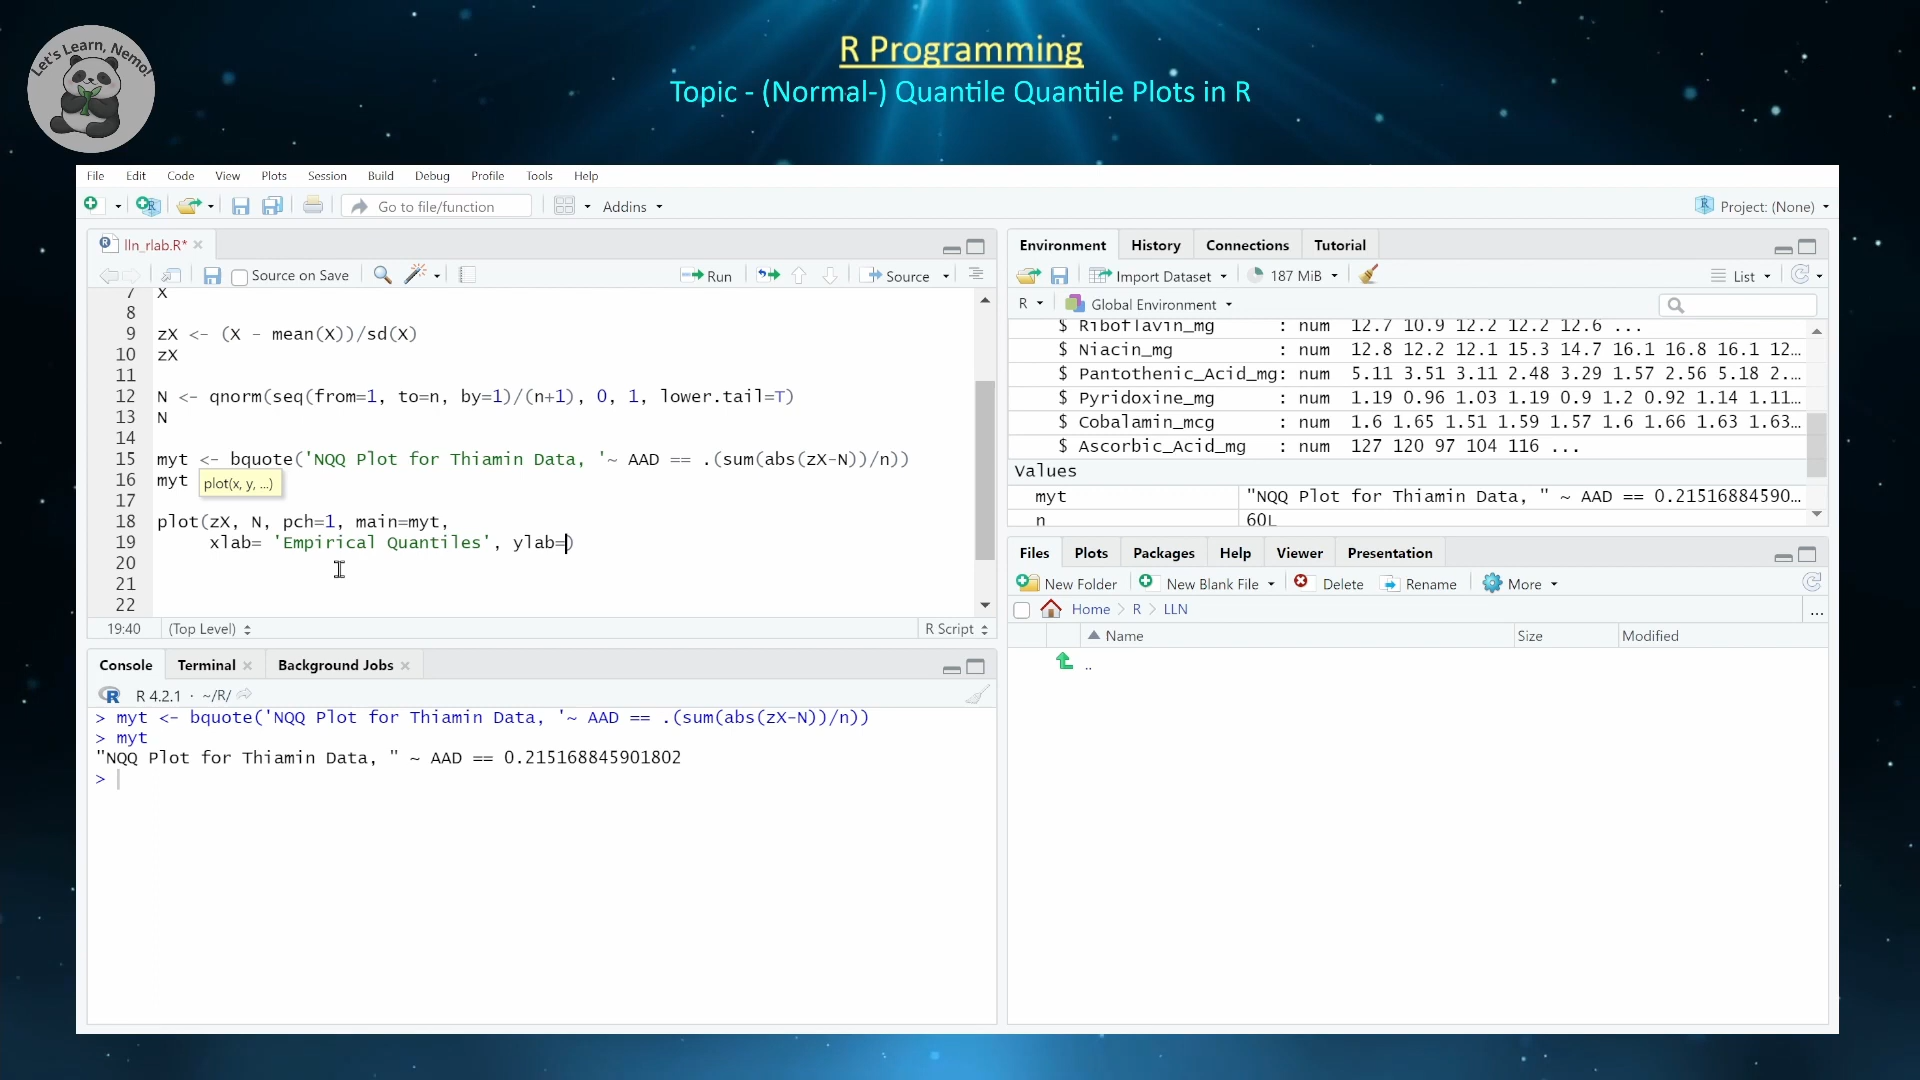 Let's Learn, Nemo!
R Programming
Topic - (Normal-) Quantile Quantile Plots in R
File Edit Code View Plots Session Build Debug Profile Tools Help
Go to file/function
Addins
Project: (None)
lln_rlab.R*
Source on Save
Run
Source
7 X
8
9 zX <- (X - mean(X))/sd(X)
10 zX
11
12 N <- qnorm(seq(from=1, to=n, by=1)/(n+1), 0, 1, lower.tail=T)
13 N
14
15 myt <- bquote('NQQ Plot for Thiamin Data, '~ AAD == .(sum(abs(zX-N))/n))
16 myt
plot(x, y, ...)
17
18 plot(zX, N, pch=1, main=myt,
19 xlab= 'Empirical Quantiles', ylab=)
20
21
22
19:40 (Top Level) R Script
Console Terminal Background Jobs
R 4.2.1 · ~/R/
> myt <- bquote('NQQ Plot for Thiamin Data, '~ AAD == .(sum(abs(zX-N))/n))
> myt
"NQQ Plot for Thiamin Data, " ~ AAD == 0.215168845901802
>
Environment History Connections Tutorial
Import Dataset 187 MiB List
R Global Environment
$ Riboflavin_mg : num 12.7 10.9 12.2 12.2 12.6 ...
$ Niacin_mg : num 12.8 12.2 12.1 15.3 14.7 16.1 16.8 16.1 12...
$ Pantothenic_Acid_mg: num 5.11 3.51 3.11 2.48 3.29 1.57 2.56 5.18 2...
$ Pyridoxine_mg : num 1.19 0.96 1.03 1.19 0.9 1.2 0.92 1.14 1.11...
$ Cobalamin_mcg : num 1.6 1.65 1.51 1.59 1.57 1.6 1.66 1.63 1.63...
$ Ascorbic_Acid_mg : num 127 120 97 104 116 ...
Values
myt "NQQ Plot for Thiamin Data, " ~ AAD == 0.21516884590...
n 60L
Files Plots Packages Help Viewer Presentation
New Folder New Blank File Delete Rename More
Home R LLN ...
Name Size Modified
..